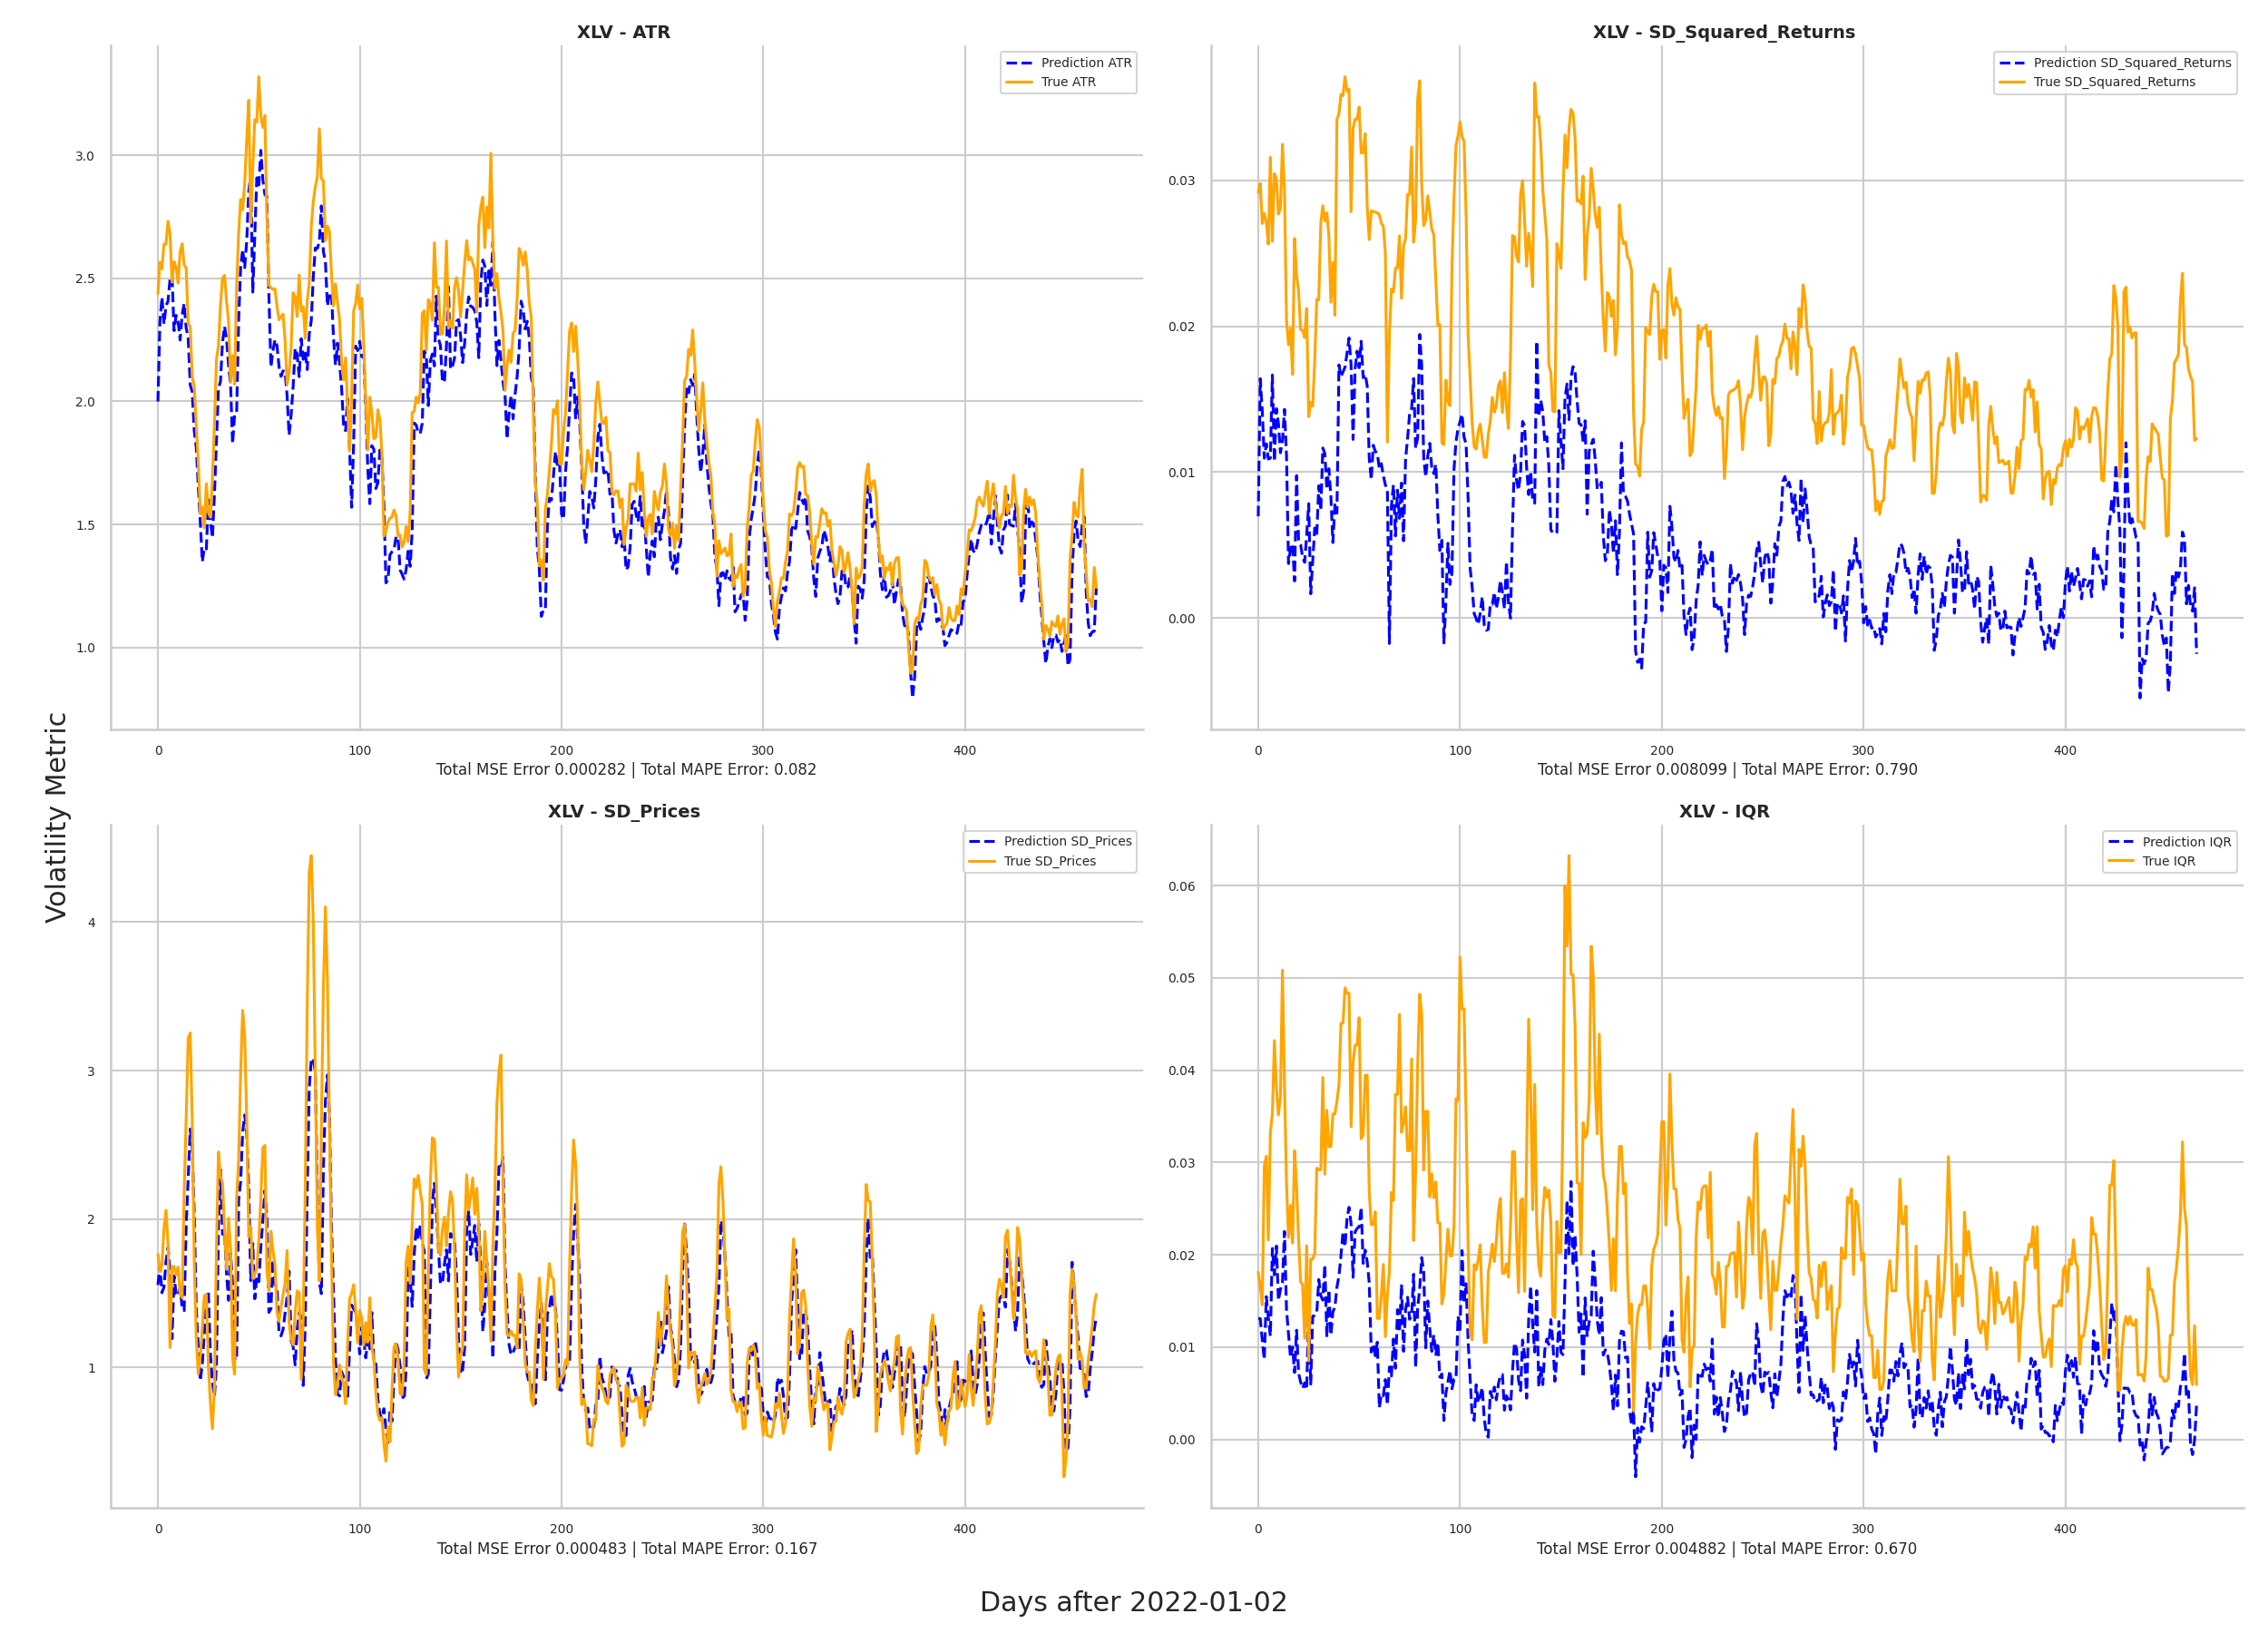 XLV - ATR
Prediction ATR
True ATR
3.0
2.5
2.0
1.5
1.0
0 100 200 300 400
Total MSE Error 0.000282 | Total MAPE Error: 0.082
XLV - SD_Squared_Returns
Prediction SD_Squared_Returns
True SD_Squared_Returns
0.03
0.02
0.01
0.00
0 100 200 300 400
Total MSE Error 0.008099 | Total MAPE Error: 0.790
Volatility Metric
XLV - SD_Prices
Prediction SD_Prices
True SD_Prices
4
3
2
1
0 100 200 300 400
Total MSE Error 0.000483 | Total MAPE Error: 0.167
XLV - IQR
Prediction IQR
True IQR
0.06
0.05
0.04
0.03
0.02
0.01
0.00
0 100 200 300 400
Total MSE Error 0.004882 | Total MAPE Error: 0.670
Days after 2022-01-02